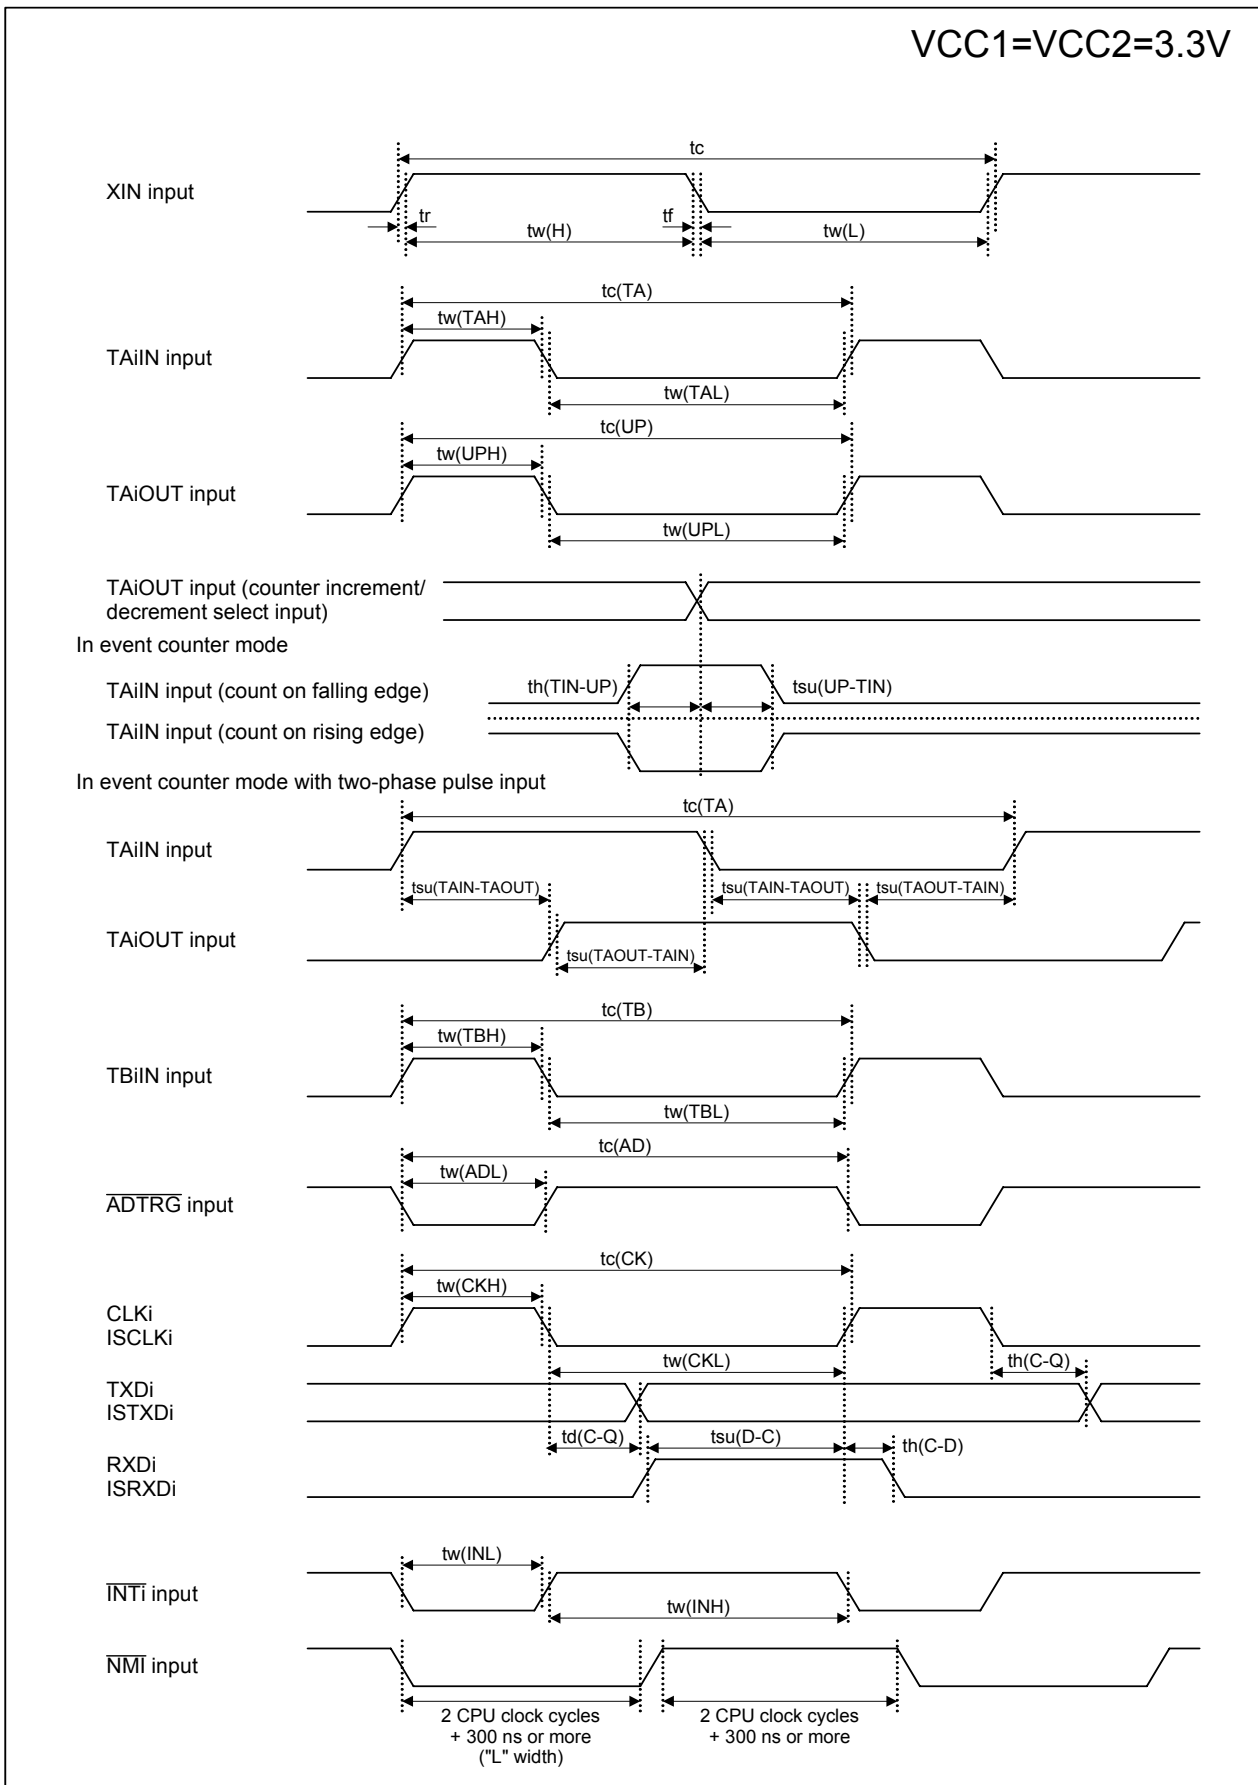 VCC1=VCC2=3.3V
tc
XIN input
tr
tf
tw(H)
tw(L)
tc(TA)
tw(TAH)
TAiIN input
tw(TAL)
tc(UP)
tw(UPH)
TAiOUT input
tw(UPL)
TAiOUT input (counter increment/
decrement select input)
In event counter mode
TAiIN input (count on falling edge)
th(TIN-UP)
tsu(UP-TIN)
TAiIN input (count on rising edge)
In event counter mode with two-phase pulse input
tc(TA)
TAiIN input
tsu(TAIN-TAOUT)
tsu(TAIN-TAOUT)
tsu(TAOUT-TAIN)
TAiOUT input
tsu(TAOUT-TAIN)
tc(TB)
tw(TBH)
TBiIN input
tw(TBL)
tc(AD)
tw(ADL)
ADTRG input
tc(CK)
tw(CKH)
CLKi
ISCLKi
tw(CKL)
th(C-Q)
TXDi
ISTXDi
td(C-Q)
tsu(D-C)
th(C-D)
RXDi
ISRXDi
tw(INL)
INTi input
tw(INH)
NMI input
2 CPU clock cycles
+ 300 ns or more
("L" width)
2 CPU clock cycles
+ 300 ns or more